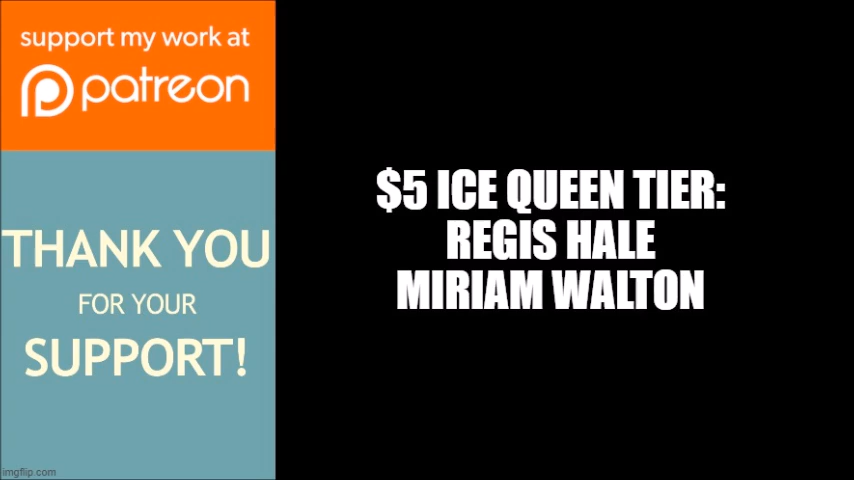 support my work at
patreon
THANK YOU
FOR YOUR
SUPPORT!
$5 ICE QUEEN TIER:
REGIS HALE
MIRIAM WALTON
imgflip.com